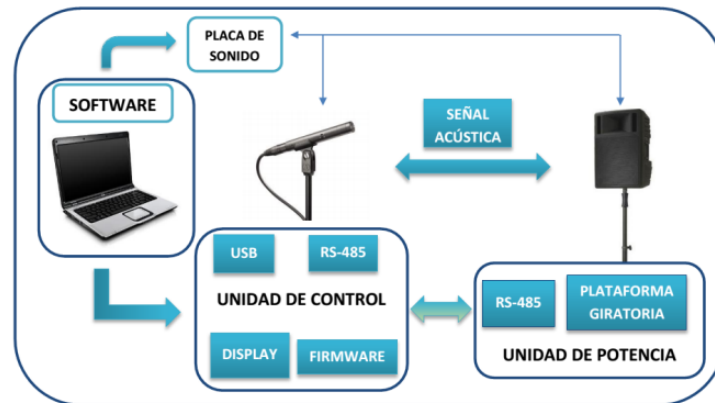 PLACA DE
SONIDO
SOFTWARE
SEÑAL
ACÚSTICA
USB
RS-485
UNIDAD DE CONTROL
DISPLAY
FIRMWARE
RS-485
PLATAFORMA
GIRATORIA
UNIDAD DE POTENCIA